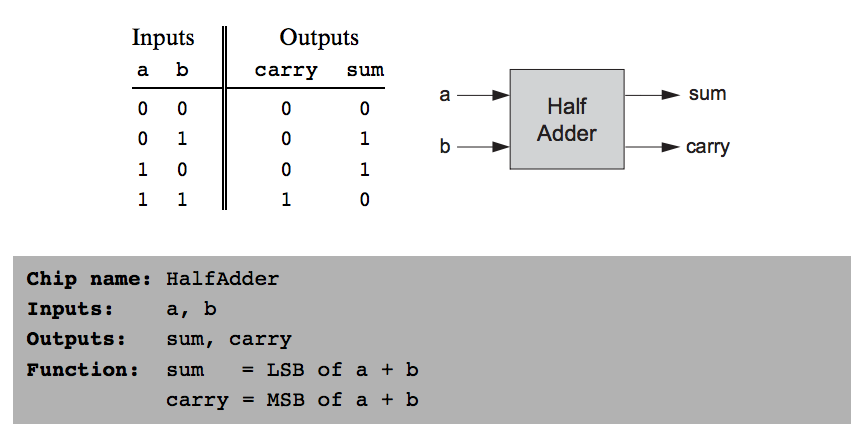 Inputs Outputs
a b carry sum
0 0 0 0
0 1 0 1
1 0 0 1
1 1 1 0
a
b
Half
Adder
sum
carry
Chip name: HalfAdder
Inputs: a, b
Outputs: sum, carry
Function: sum = LSB of a + b
carry = MSB of a + b